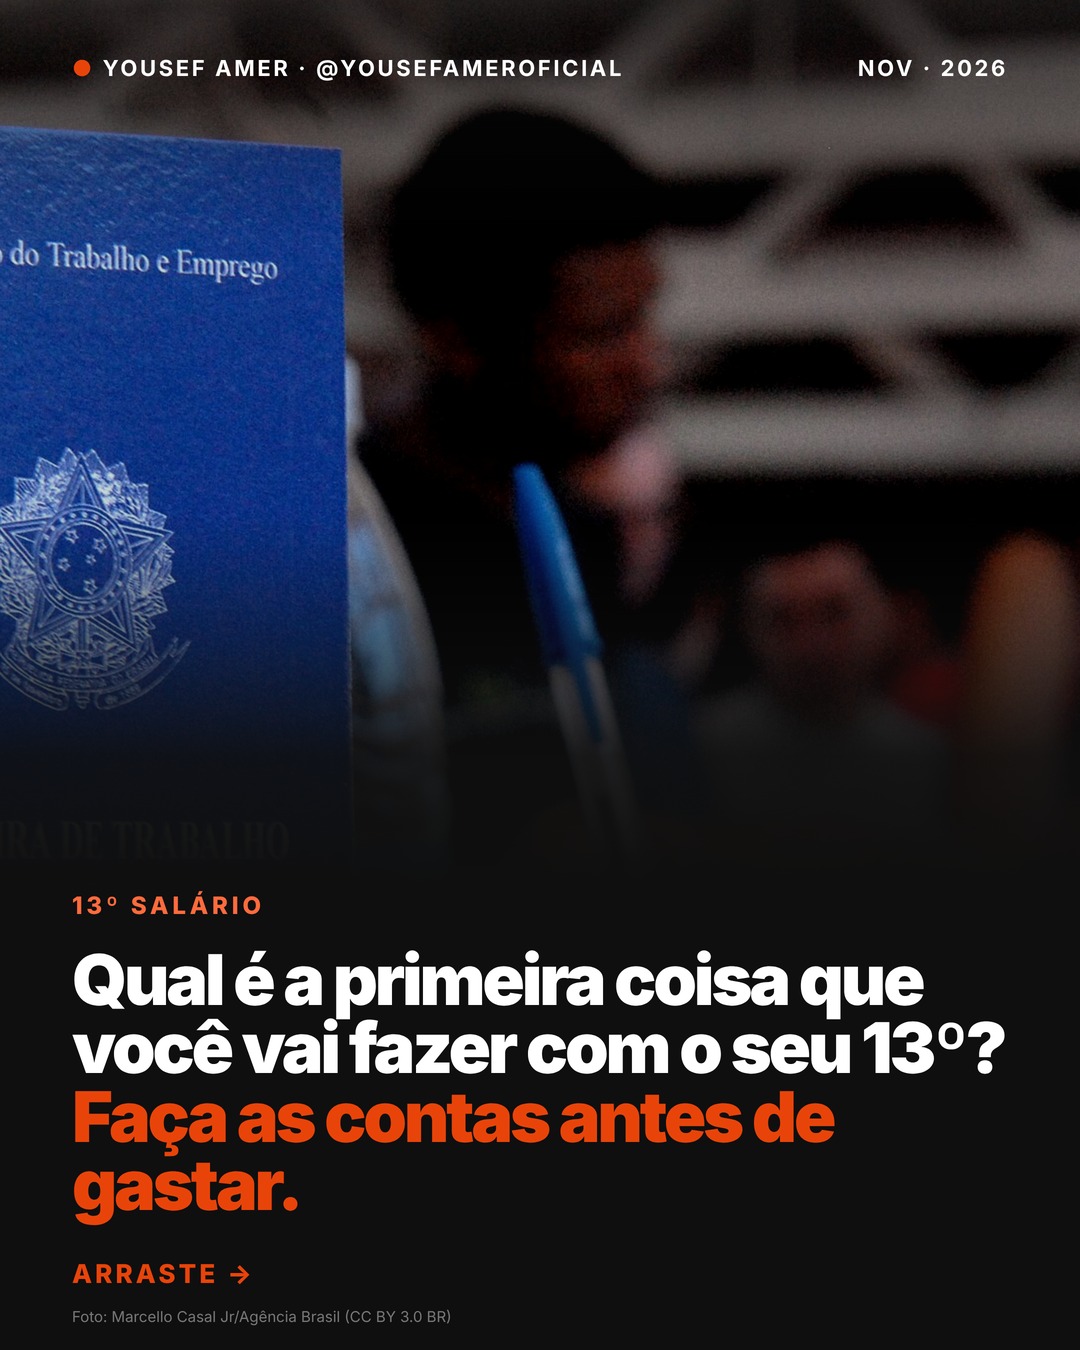 YOUSEF AMER · @YOUSEFAMEROFICIAL
NOV · 2026
do Trabalho e Emprego
DE TRABALHO
13º SALÁRIO
Qual é a primeira coisa que
você vai fazer com o seu 13º?
Faça as contas antes de
gastar.
ARRASTE →
Foto: Marcello Casal Jr/Agência Brasil (CC BY 3.0 BR)